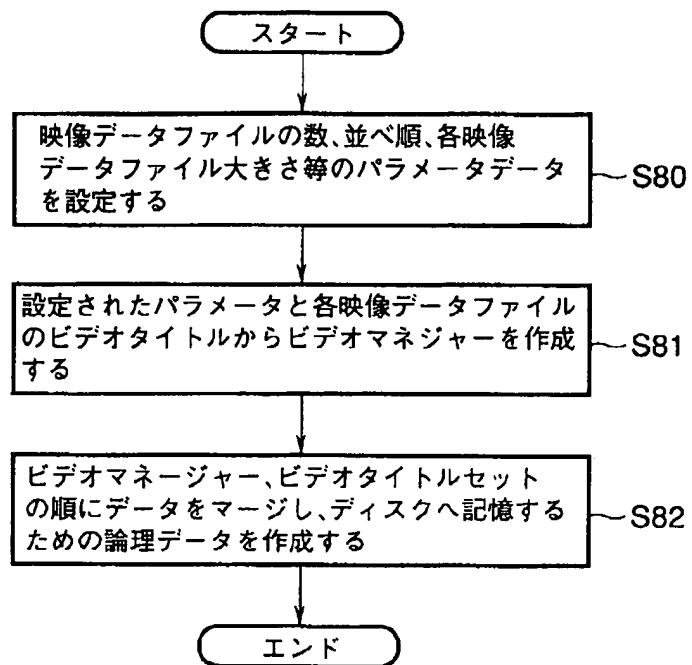 スタート
映像データファイルの数、並べ順、各映像
データファイル大きさ等のパラメータデータ
を設定する
S80
設定されたパラメータと各映像データファイル
のビデオタイトルからビデオマネジャーを作成
する
S81
ビデオマネージャー、ビデオタイトルセット
の順にデータをマージし、ディスクへ記憶する
ための論理データを作成する
S82
エンド